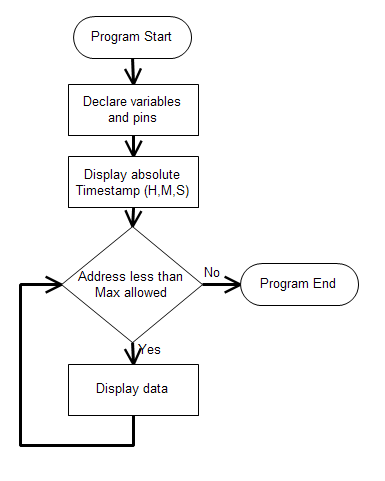 Program Start
Declare variables
and pins
Display absolute
Timestamp (H,M,S)
Address less than
Max allowed
No
Program End
Yes
Display data